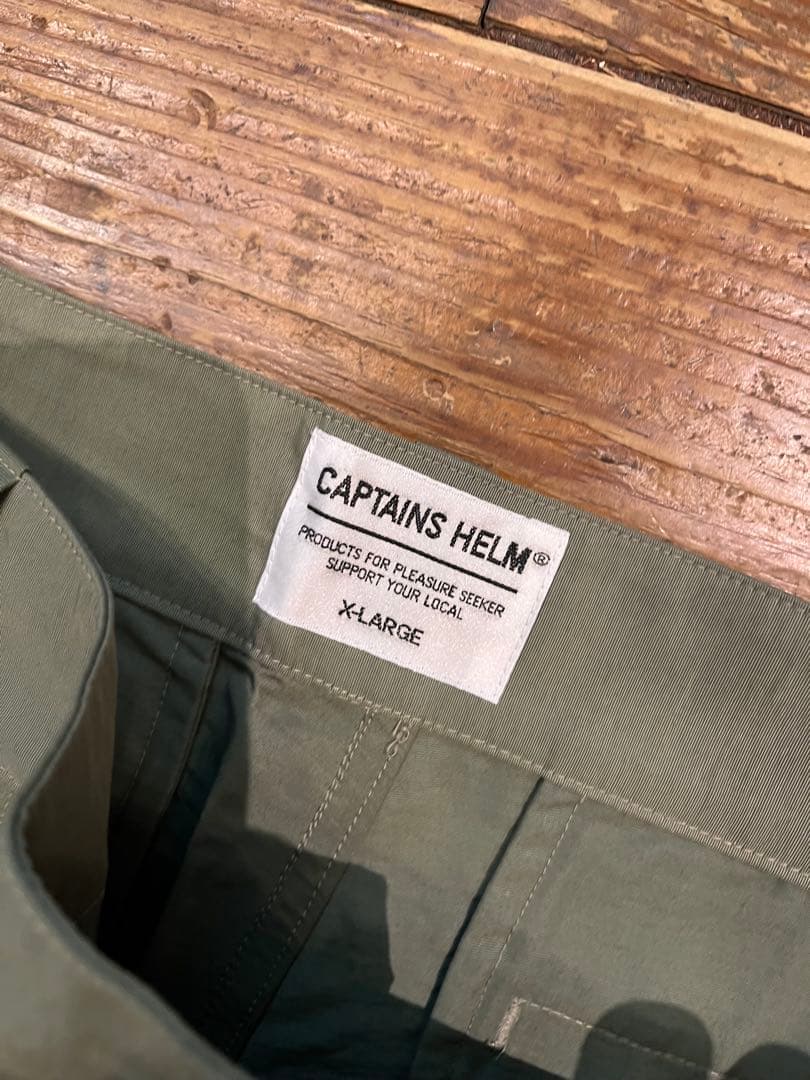 CAPTAINS HELM®
PRODUCTS FOR PLEASURE SEEKER
SUPPORT YOUR LOCAL
X-LARGE